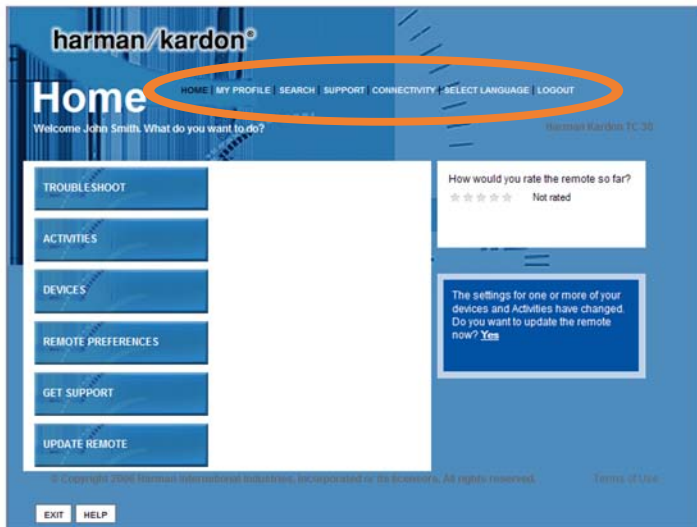 harman/kardon®
Home
HOME | MY PROFILE | SEARCH | SUPPORT | CONNECTIVITY | SELECT LANGUAGE | LOGOUT
Welcome John Smith. What do you want to do?
Harman Kardon TC 30
TROUBLESHOOT
ACTIVITIES
DEVICES
REMOTE PREFERENCES
GET SUPPORT
UPDATE REMOTE
How would you rate the remote so far?
Not rated
The settings for one or more of your
devices and Activities have changed.
Do you want to update the remote
now? Yes
© Copyright 2006 Harman International Industries, Incorporated or its licensors. All rights reserved.
Terms of Use
EXIT
HELP